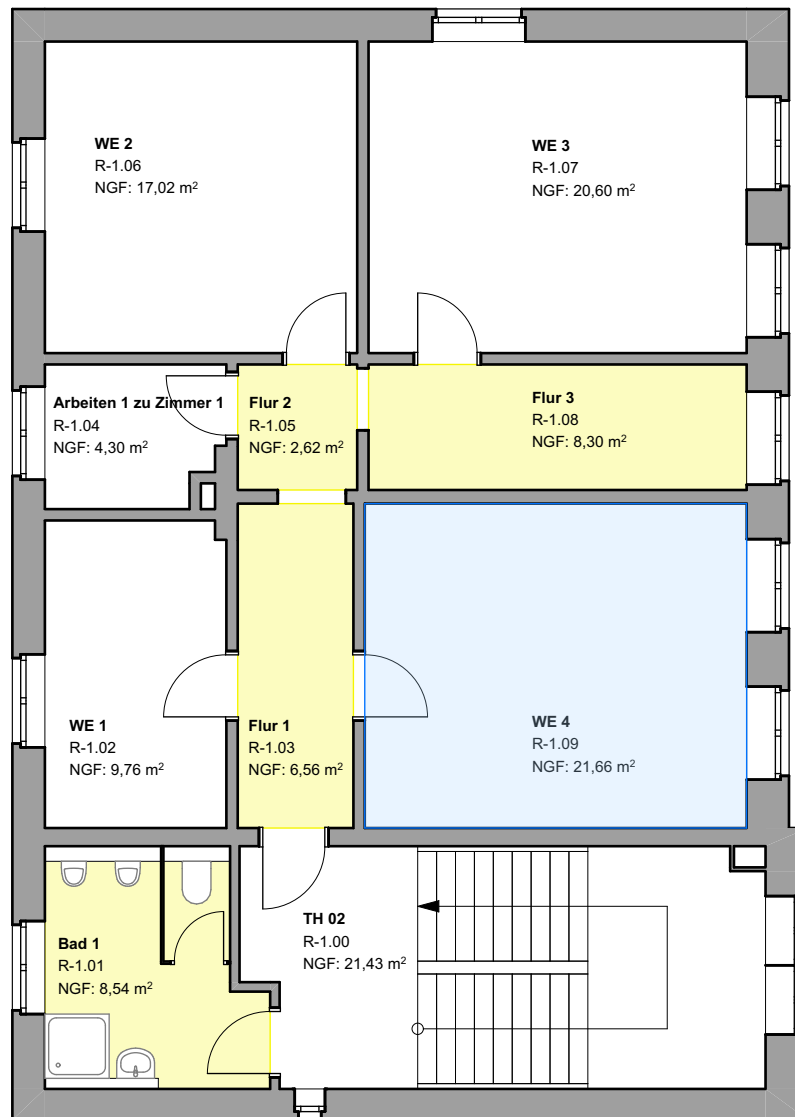 WE 2
R-1.06
NGF: 17,02 m²
WE 3
R-1.07
NGF: 20,60 m²
Arbeiten 1 zu Zimmer 1
R-1.04
NGF: 4,30 m²
Flur 2
R-1.05
NGF: 2,62 m²
Flur 3
R-1.08
NGF: 8,30 m²
WE 1
R-1.02
NGF: 9,76 m²
Flur 1
R-1.03
NGF: 6,56 m²
WE 4
R-1.09
NGF: 21,66 m²
Bad 1
R-1.01
NGF: 8,54 m²
TH 02
R-1.00
NGF: 21,43 m²